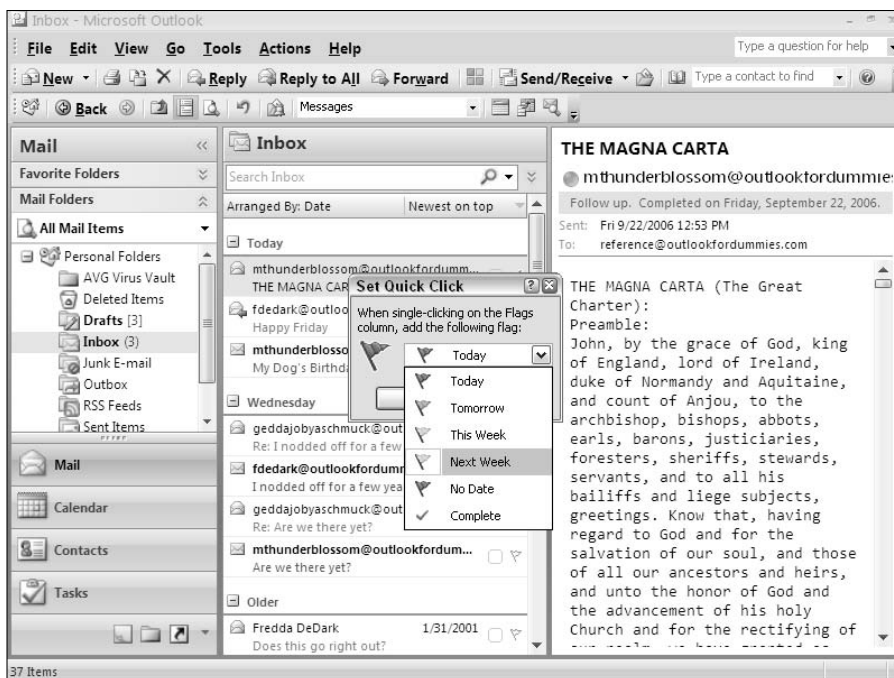 Inbox - Microsoft Outlook
File Edit View Go Tools Actions Help
Type a question for help
New Reply Reply to All Forward Send/Receive Type a contact to find
Back Messages
Mail
Favorite Folders
Mail Folders
All Mail Items
Personal Folders
AVG Virus Vault
Deleted Items
Drafts [3]
Inbox (3)
Junk E-mail
Outbox
RSS Feeds
Sent Items
Mail
Calendar
Contacts
Tasks
Inbox
Search Inbox
Arranged By: Date Newest on top
Today
mthunderblossom@outlookfordumm...
THE MAGNA CAR
fdedark@outloo
Happy Friday
mthunderblosso
My Dog's Birthd
Wednesday
geddajobyaschmuck@out
Re: I nodded off for a few
fdedark@outlookfordumr
I nodded off for a few yea
geddajobyaschmuck@out
Re: Are we there yet?
mthunderblossom@outlookfordum...
Are we there yet?
Older
Fredda DeDark 1/31/2001
Does this go right out?
Set Quick Click
When single-clicking on the Flags
column, add the following flag:
Today
Today
Tomorrow
This Week
Next Week
No Date
Complete
THE MAGNA CARTA
mthunderblossom@outlookfordummies
Follow up. Completed on Friday, September 22, 2006.
Sent: Fri 9/22/2006 12:53 PM
To: reference@outlookfordummies.com
THE MAGNA CARTA (The Great
Charter):
Preamble:
John, by the grace of God, king
of England, lord of Ireland,
duke of Normandy and Aquitaine,
and count of Anjou, to the
archbishop, bishops, abbots,
earls, barons, justiciaries,
foresters, sheriffs, stewards,
servants, and to all his
bailiffs and liege subjects,
greetings. Know that, having
regard to God and for the
salvation of our soul, and those
of all our ancestors and heirs,
and unto the honor of God and
the advancement of his holy
Church and for the rectifying of
37 Items